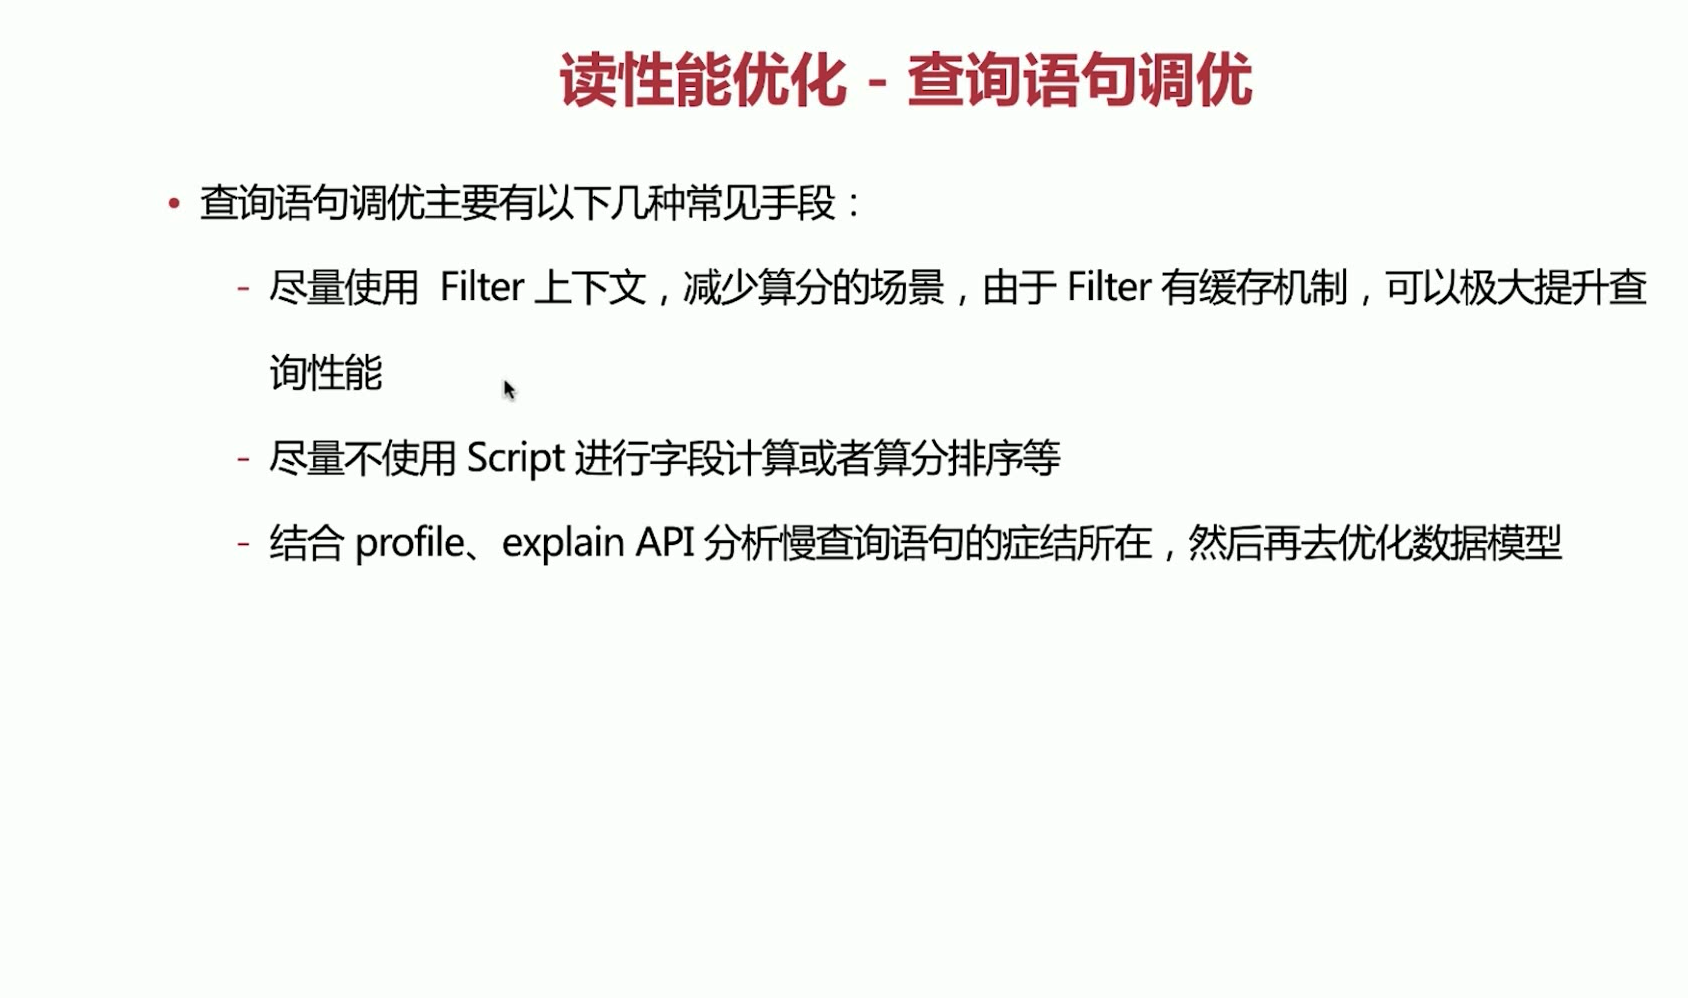 读性能优化 - 查询语句调优
• 查询语句调优主要有以下几种常见手段：
- 尽量使用 Filter 上下文，减少算分的场景，由于 Filter 有缓存机制，可以极大提升查
询性能
- 尽量不使用 Script 进行字段计算或者算分排序等
- 结合 profile、explain API 分析慢查询语句的症结所在，然后再去优化数据模型